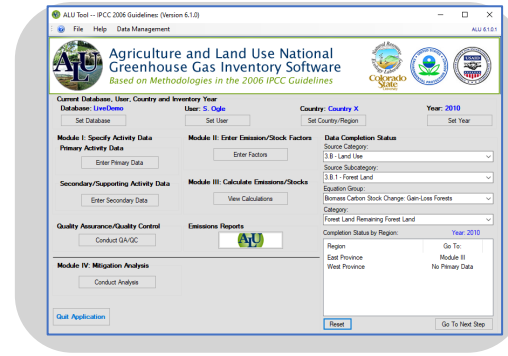 ALU Tool -- IPCC 2006 Guidelines: (Version 6.1.0)
File Help Data Management
ALU 6.1.0.1
ALU
Agriculture and Land Use National
Greenhouse Gas Inventory Software
Based on Methodologies in the 2006 IPCC Guidelines
Colorado
State
USAID
Current Database, User, Country and Inventory Year
Database: LiveDemo User: S. Ogle Country: Country X Year: 2010
Set Database Set User Set Country/Region Set Year
Module I: Specify Activity Data
Primary Activity Data
Enter Primary Data
Secondary/Supporting Activity Data
Enter Secondary Data
Quality Assurance/Quality Control
Conduct QA/QC
Module IV: Mitigation Analysis
Conduct Analysis
Quit Application
Module II: Enter Emission/Stock Factors
Enter Factors
Module III: Calculate Emissions/Stocks
View Calculations
Emissions Reports
ALU
Data Completion Status
Source Category:
3.B - Land Use
Source Subcategory:
3.B.1 - Forest Land
Equation Group:
Biomass Carbon Stock Change: Gain-Loss Forests
Category:
Forest Land Remaining Forest Land
Completion Status by Region: Year: 2010
Region Go To:
East Province Module III
West Province No Primary Data
Reset Go To Next Step